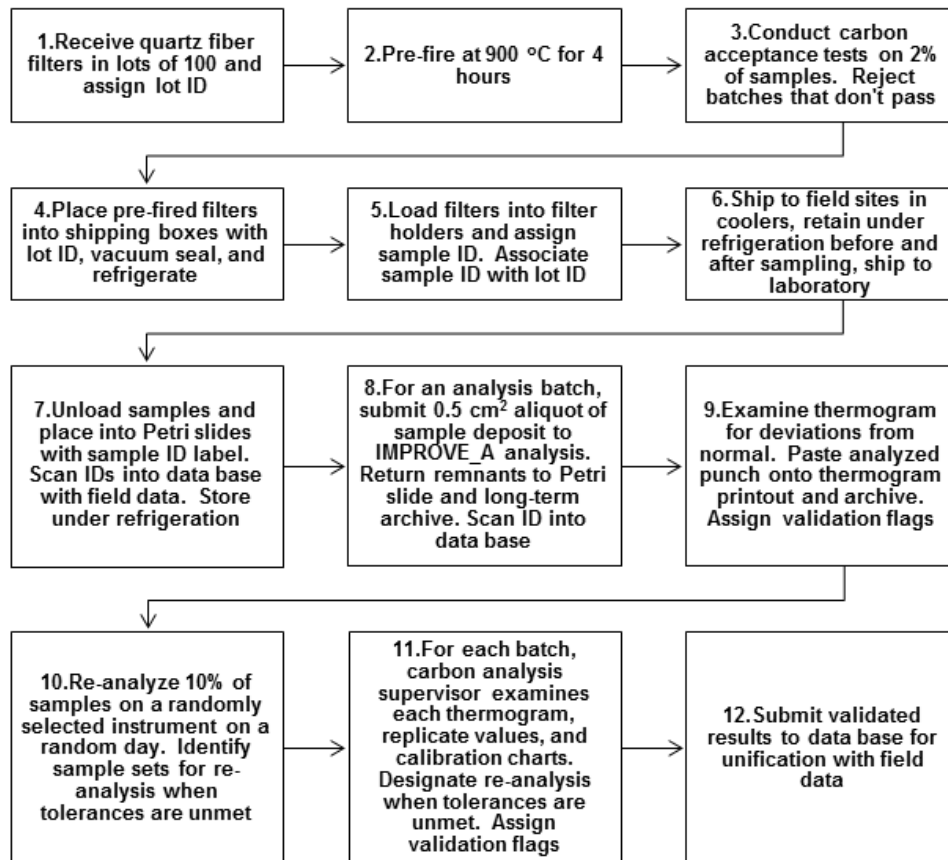 1.Receive quartz fiber
filters in lots of 100 and
assign lot ID
2.Pre-fire at 900 °C for 4
hours
3.Conduct carbon
acceptance tests on 2%
of samples.  Reject
batches that don't pass
4.Place pre-fired filters
into shipping boxes with
lot ID, vacuum seal, and
refrigerate
5.Load filters into filter
holders and assign
sample ID.  Associate
sample ID with lot ID
6.Ship to field sites in
coolers, retain under
refrigeration before and
after sampling, ship to
laboratory
7.Unload samples and
place into Petri slides
with sample ID label.
Scan IDs into data base
with field data.  Store
under refrigeration
8.For an analysis batch,
submit 0.5 cm² aliquot of
sample deposit to
IMPROVE_A analysis.
Return remnants to Petri
slide and long-term
archive. Scan ID into
data base
9.Examine thermogram
for deviations from
normal.  Paste analyzed
punch onto thermogram
printout and archive.
Assign validation flags
10.Re-analyze 10% of
samples on a randomly
selected instrument on a
random day.  Identify
sample sets for re-
analysis when
tolerances are unmet
11.For each batch,
carbon analysis
supervisor examines
each thermogram,
replicate values, and
calibration charts.
Designate re-analysis
when tolerances are
unmet.  Assign
validation flags
12.Submit validated
results to data base for
unification with field
data